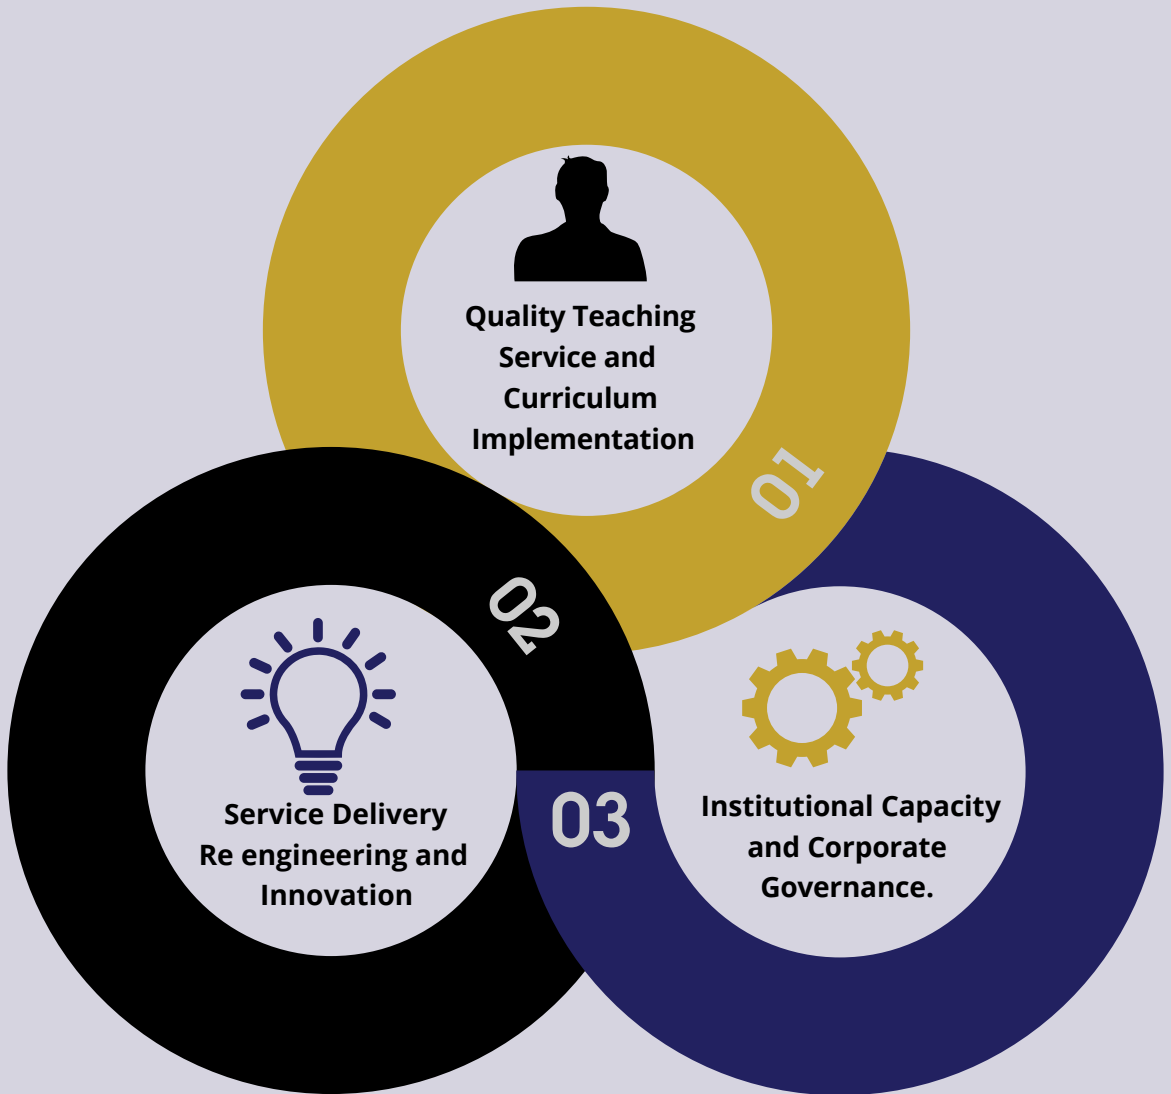 Quality Teaching
Service and
Curriculum
Implementation
01
02
Service Delivery
Re engineering and
Innovation
03
Institutional Capacity
and Corporate
Governance.